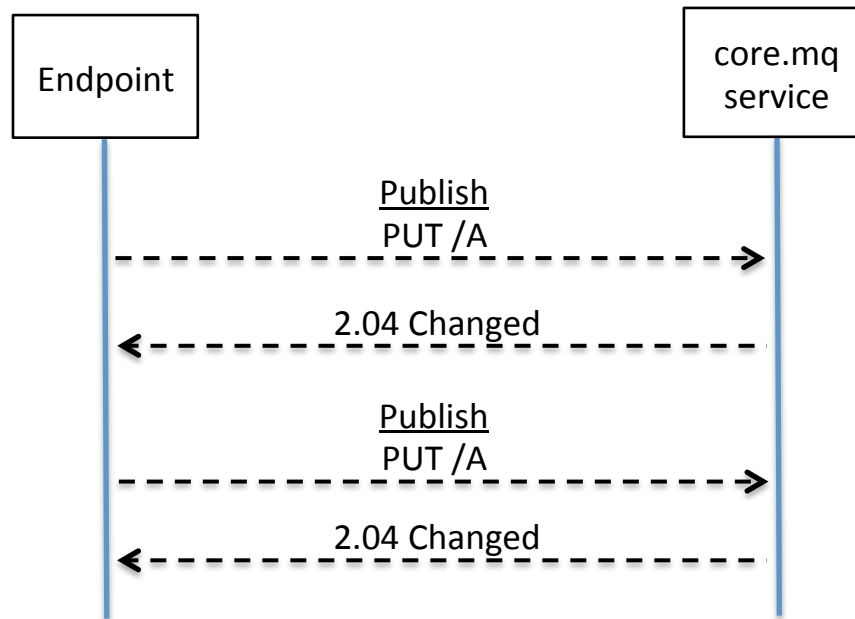 Endpoint
core.mq
service
Publish
PUT /A
2.04 Changed
Publish
PUT /A
2.04 Changed